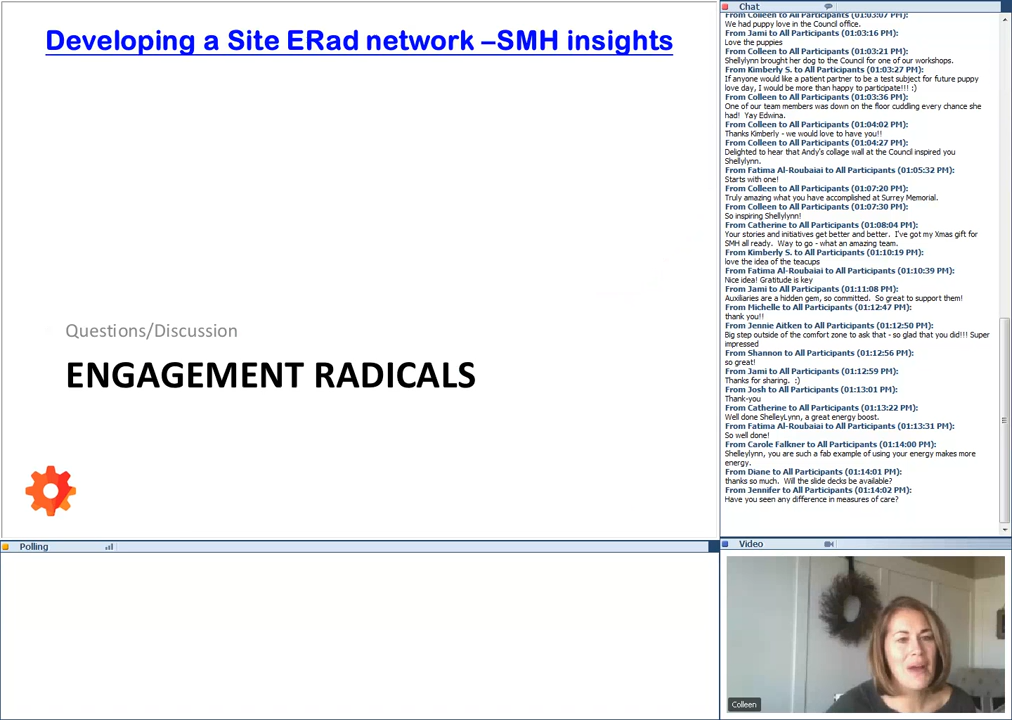 Developing a Site ERad network –SMH insights
Questions/Discussion
ENGAGEMENT RADICALS
Polling
Chat
From Colleen to All Participants (01:03:07 PM):
We had puppy love in the Council office.
From Jami to All Participants (01:03:16 PM):
Love the puppies
From Colleen to All Participants (01:03:21 PM):
Shellylynn brought her dog to the Council for one of our workshops.
From Kimberly S. to All Participants (01:03:27 PM):
If anyone would like a patient partner to be a test subject for future puppy
love day, I would be more than happy to participate!!! :)
From Colleen to All Participants (01:03:36 PM):
One of our team members was down on the floor cuddling every chance she
had! Yay Edwina.
From Colleen to All Participants (01:04:02 PM):
Thanks Kimberly - we would love to have you!!
From Colleen to All Participants (01:04:27 PM):
Delighted to hear that Andy's collage wall at the Council inspired you
Shellylynn.
From Fatima Al-Roubaiai to All Participants (01:05:32 PM):
Starts with one!
From Colleen to All Participants (01:07:20 PM):
Truly amazing what you have accomplished at Surrey Memorial.
From Colleen to All Participants (01:07:30 PM):
So inspiring Shellylynn!
From Catherine to All Participants (01:08:04 PM):
Your stories and initiatives get better and better. I've got my Xmas gift for
SMH all ready. Way to go - what an amazing team.
From Kimberly S. to All Participants (01:10:19 PM):
love the idea of the teacups
From Fatima Al-Roubaiai to All Participants (01:10:39 PM):
Nice idea! Gratitude is key
From Jami to All Participants (01:11:08 PM):
Auxiliaries are a hidden gem, so committed. So great to support them!
From Michelle to All Participants (01:12:47 PM):
thank you!!
From Jennie Aitken to All Participants (01:12:50 PM):
Big step outside of the comfort zone to ask that - so glad that you did!!! Super
impressed
From Shannon to All Participants (01:12:56 PM):
so great!
From Jami to All Participants (01:12:59 PM):
Thanks for sharing. :)
From Josh to All Participants (01:13:01 PM):
Thank-you
From Catherine to All Participants (01:13:22 PM):
Well done ShelleyLynn, a great energy boost.
From Fatima Al-Roubaiai to All Participants (01:13:31 PM):
So well done!
From Carole Falkner to All Participants (01:14:00 PM):
Shelleylynn, you are such a fab example of using your energy makes more
energy.
From Diane to All Participants (01:14:01 PM):
thanks so much. Will the slide decks be available?
From Jennifer to All Participants (01:14:02 PM):
Have you seen any difference in measures of care?
Video
Colleen